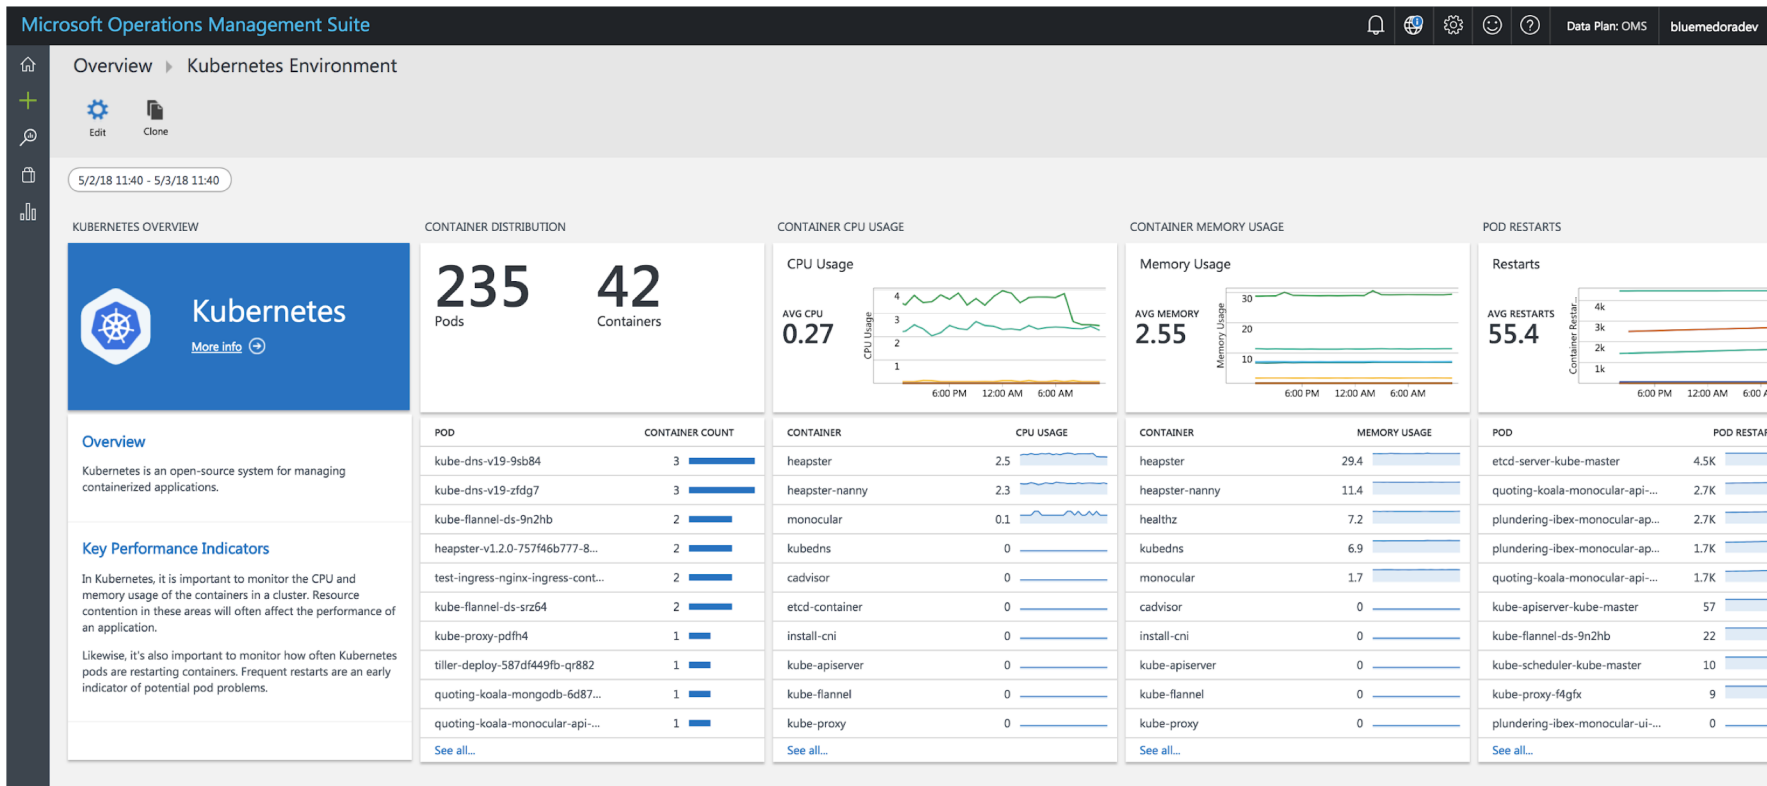 Microsoft Operations Management Suite
Data Plan: OMS
bluemedoradev
Overview
Kubernetes Environment
Edit
Clone
5/2/18 11:40 - 5/3/18 11:40
KUBERNETES OVERVIEW
Kubernetes
More info
Overview
Kubernetes is an open-source system for managing
containerized applications.
Key Performance Indicators
In Kubernetes, it is important to monitor the CPU and
memory usage of the containers in a cluster. Resource
contention in these areas will often affect the performance of
an application.
Likewise, it's also important to monitor how often Kubernetes
pods are restarting containers. Frequent restarts are an early
indicator of potential pod problems.
CONTAINER DISTRIBUTION
235
Pods
42
Containers
POD CONTAINER COUNT
kube-dns-v19-9sb84 3
kube-dns-v19-zfdg7 3
kube-flannel-ds-9n2hb 2
heapster-v1.2.0-757f46b777-8... 2
test-ingress-nginx-ingress-cont... 2
kube-flannel-ds-srz64 2
kube-proxy-pdfh4 1
tiller-deploy-587df449fb-qr882 1
quoting-koala-mongodb-6d87... 1
quoting-koala-monocular-api-... 1
See all...
CONTAINER CPU USAGE
CPU Usage
AVG CPU
0.27
CPU Usage
4
3
2
1
6:00 PM 12:00 AM 6:00 AM
CONTAINER CPU USAGE
heapster 2.5
heapster-nanny 2.3
monocular 0.1
kubedns 0
cadvisor 0
etcd-container 0
install-cni 0
kube-apiserver 0
kube-flannel 0
kube-proxy 0
See all...
CONTAINER MEMORY USAGE
Memory Usage
AVG MEMORY
2.55
Memory Usage
30
20
10
6:00 PM 12:00 AM 6:00 AM
CONTAINER MEMORY USAGE
heapster 29.4
heapster-nanny 11.4
healthz 7.2
kubedns 6.9
monocular 1.7
cadvisor 0
install-cni 0
kube-apiserver 0
kube-flannel 0
kube-proxy 0
See all...
POD RESTARTS
Restarts
AVG RESTARTS
55.4
Container Restar...
4k
3k
2k
1k
6:00 PM 12:00 AM 6:00 A
POD POD RESTAR
etcd-server-kube-master 4.5K
quoting-koala-monocular-api-... 2.7K
plundering-ibex-monocular-ap... 2.7K
plundering-ibex-monocular-ap... 1.7K
quoting-koala-monocular-api-... 1.7K
kube-apiserver-kube-master 57
kube-flannel-ds-9n2hb 22
kube-scheduler-kube-master 10
kube-proxy-f4gfx 9
plundering-ibex-monocular-ui-... 0
See all...